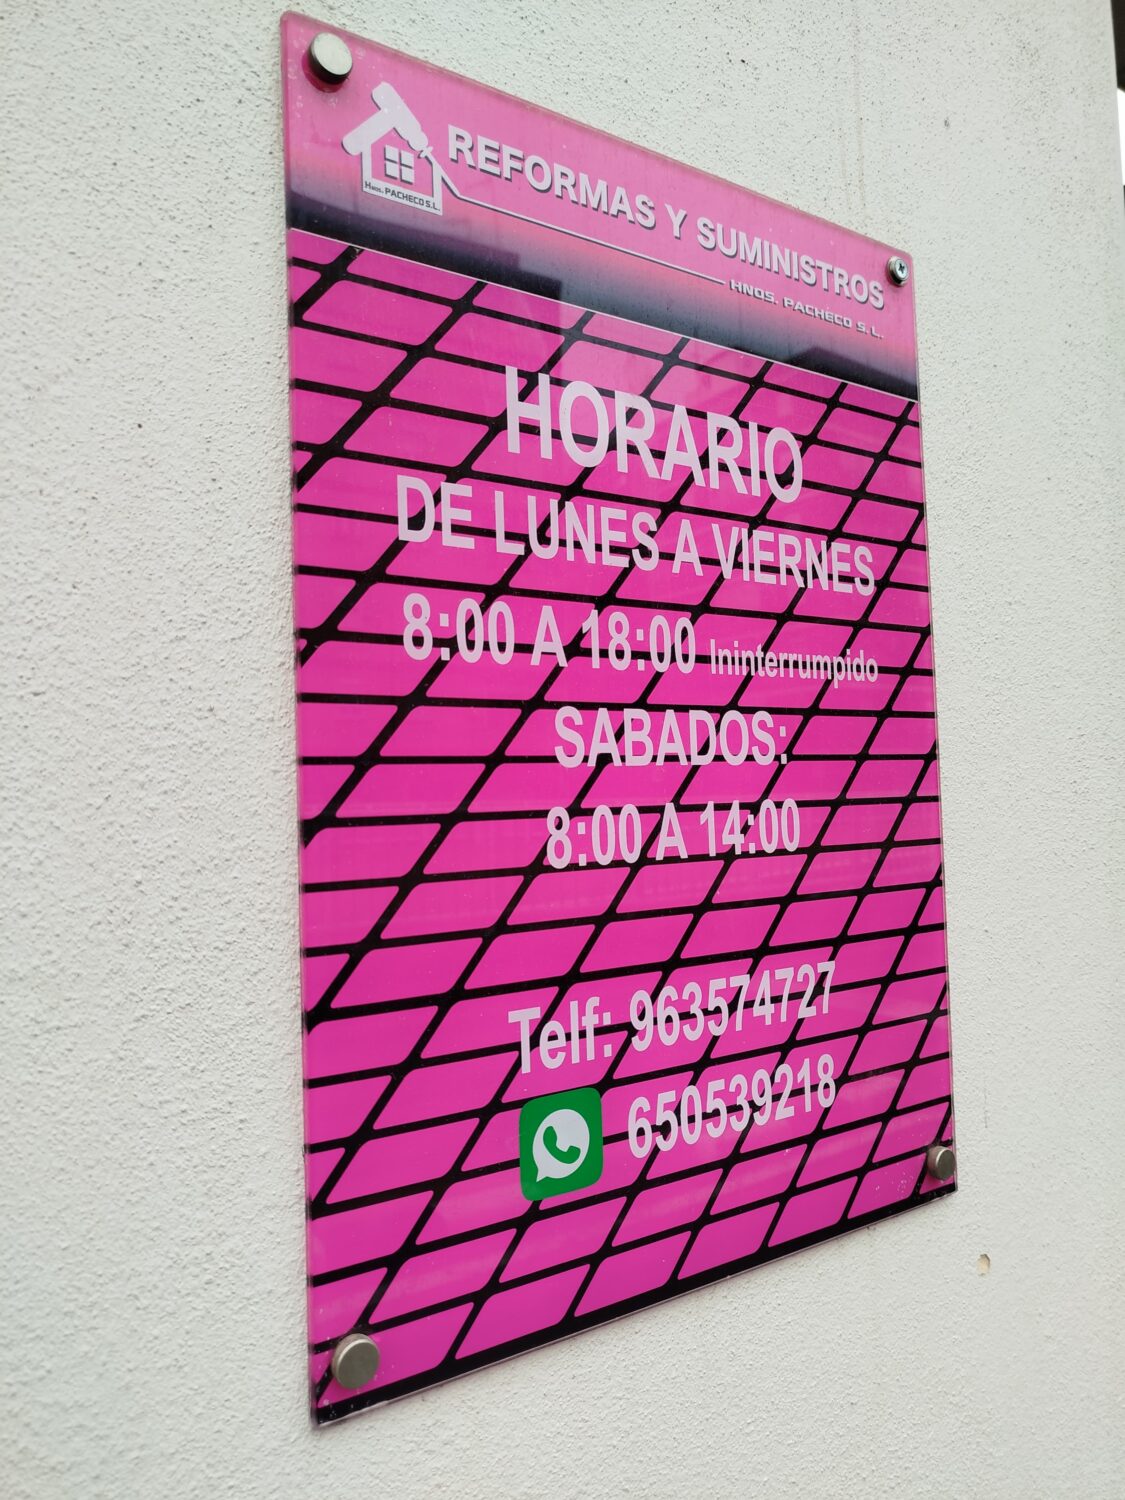 REFORMAS Y SUMINISTROS
HNOS. PACHECO S.L.
HNOS. PACHECO S. L.
HORARIO
DE LUNES A VIERNES
8:00 A 18:00 Ininterrumpido
SABADOS:
8:00 A 14:00
Telf: 963574727
650539218